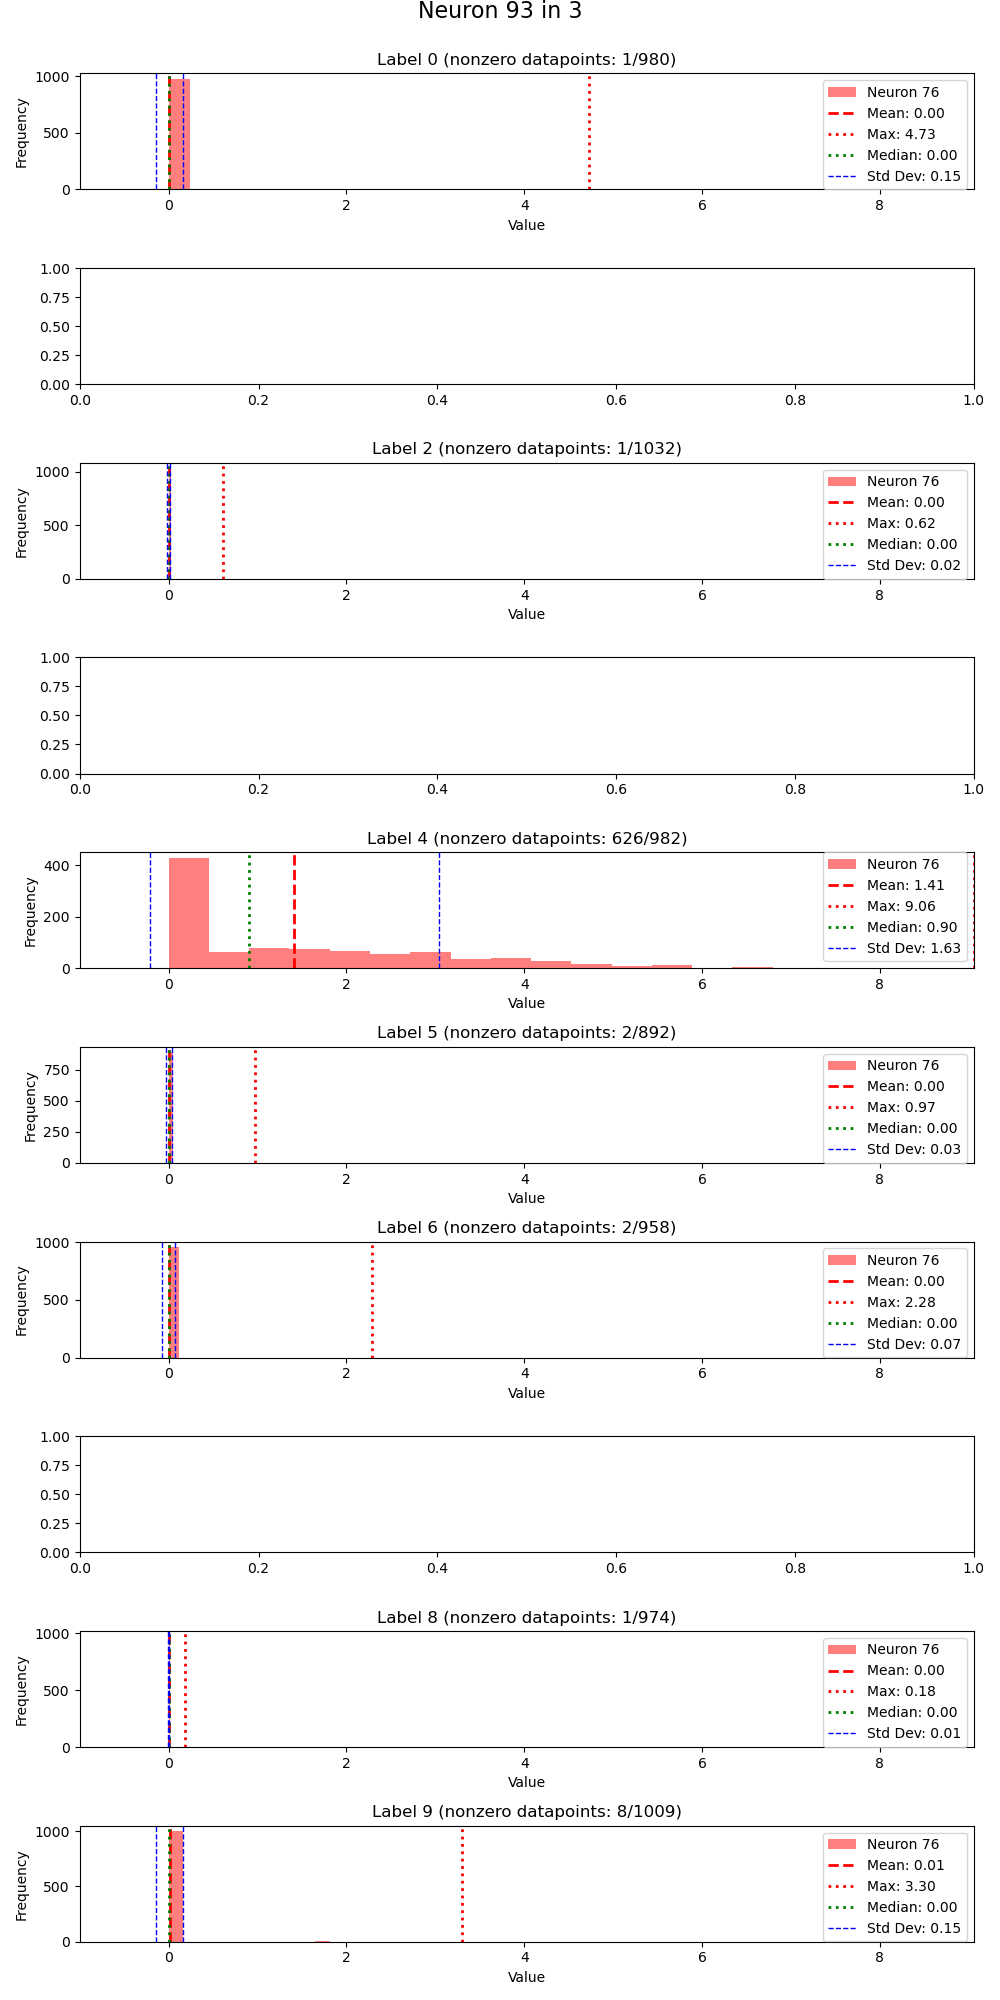 Neuron 93 in 3
Label 0 (nonzero datapoints: 1/980)
Frequency
1000
500
0
Neuron 76
Mean: 0.00
Max: 4.73
Median: 0.00
Std Dev: 0.15
0 2 4 6 8
Value
1.00
0.75
0.50
0.25
0.00
0.0 0.2 0.4 0.6 0.8 1.0
Label 2 (nonzero datapoints: 1/1032)
Frequency
1000
500
0
Neuron 76
Mean: 0.00
Max: 0.62
Median: 0.00
Std Dev: 0.02
0 2 4 6 8
Value
1.00
0.75
0.50
0.25
0.00
0.0 0.2 0.4 0.6 0.8 1.0
Label 4 (nonzero datapoints: 626/982)
Frequency
400
200
0
Neuron 76
Mean: 1.41
Max: 9.06
Median: 0.90
Std Dev: 1.63
0 2 4 6 8
Value
Label 5 (nonzero datapoints: 2/892)
Frequency
750
500
250
0
Neuron 76
Mean: 0.00
Max: 0.97
Median: 0.00
Std Dev: 0.03
0 2 4 6 8
Value
Label 6 (nonzero datapoints: 2/958)
Frequency
1000
500
0
Neuron 76
Mean: 0.00
Max: 2.28
Median: 0.00
Std Dev: 0.07
0 2 4 6 8
Value
1.00
0.75
0.50
0.25
0.00
0.0 0.2 0.4 0.6 0.8 1.0
Label 8 (nonzero datapoints: 1/974)
Frequency
1000
500
0
Neuron 76
Mean: 0.00
Max: 0.18
Median: 0.00
Std Dev: 0.01
0 2 4 6 8
Value
Label 9 (nonzero datapoints: 8/1009)
Frequency
1000
500
0
Neuron 76
Mean: 0.01
Max: 3.30
Median: 0.00
Std Dev: 0.15
0 2 4 6 8
Value